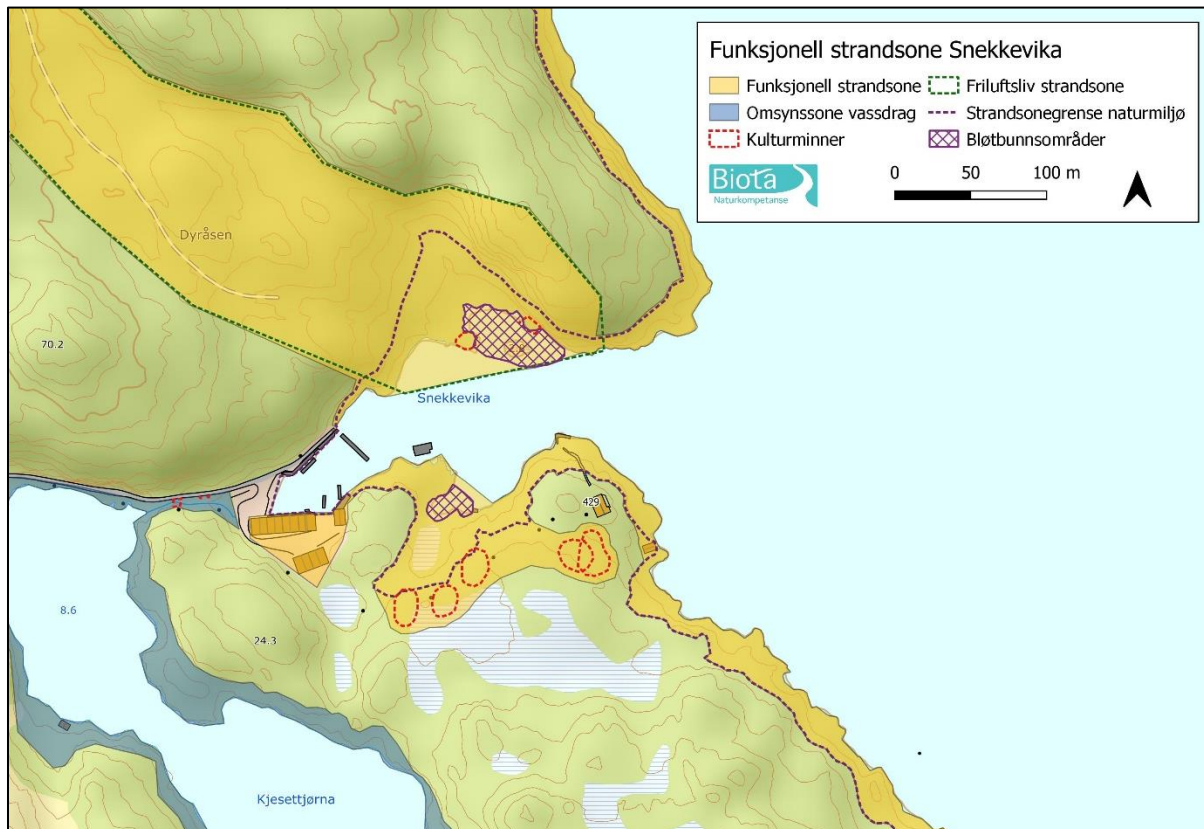 Funksjonell strandsone Snekkevika
Funksjonell strandsone
Friluftsliv strandsone
Omsynssone vassdrag
Strandsonegrense naturmiljø
Kulturminner
Bløtbunnsområder
Biota
Naturkompetanse
0 50 100 m
Dyråsen
70.2
Snekkevika
429
8.6
24.3
Kjesettjørna